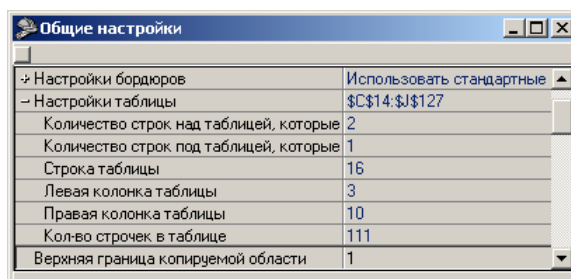 Общие настройки
Настройки бордюров Использовать стандартные
Настройки таблицы $C$14:$J$127
Количество строк над таблицей, которые 2
Количество строк под таблицей, которые 1
Строка таблицы 16
Левая колонка таблицы 3
Правая колонка таблицы 10
Кол-во строчек в таблице 111
Верхняя граница копируемой области 1